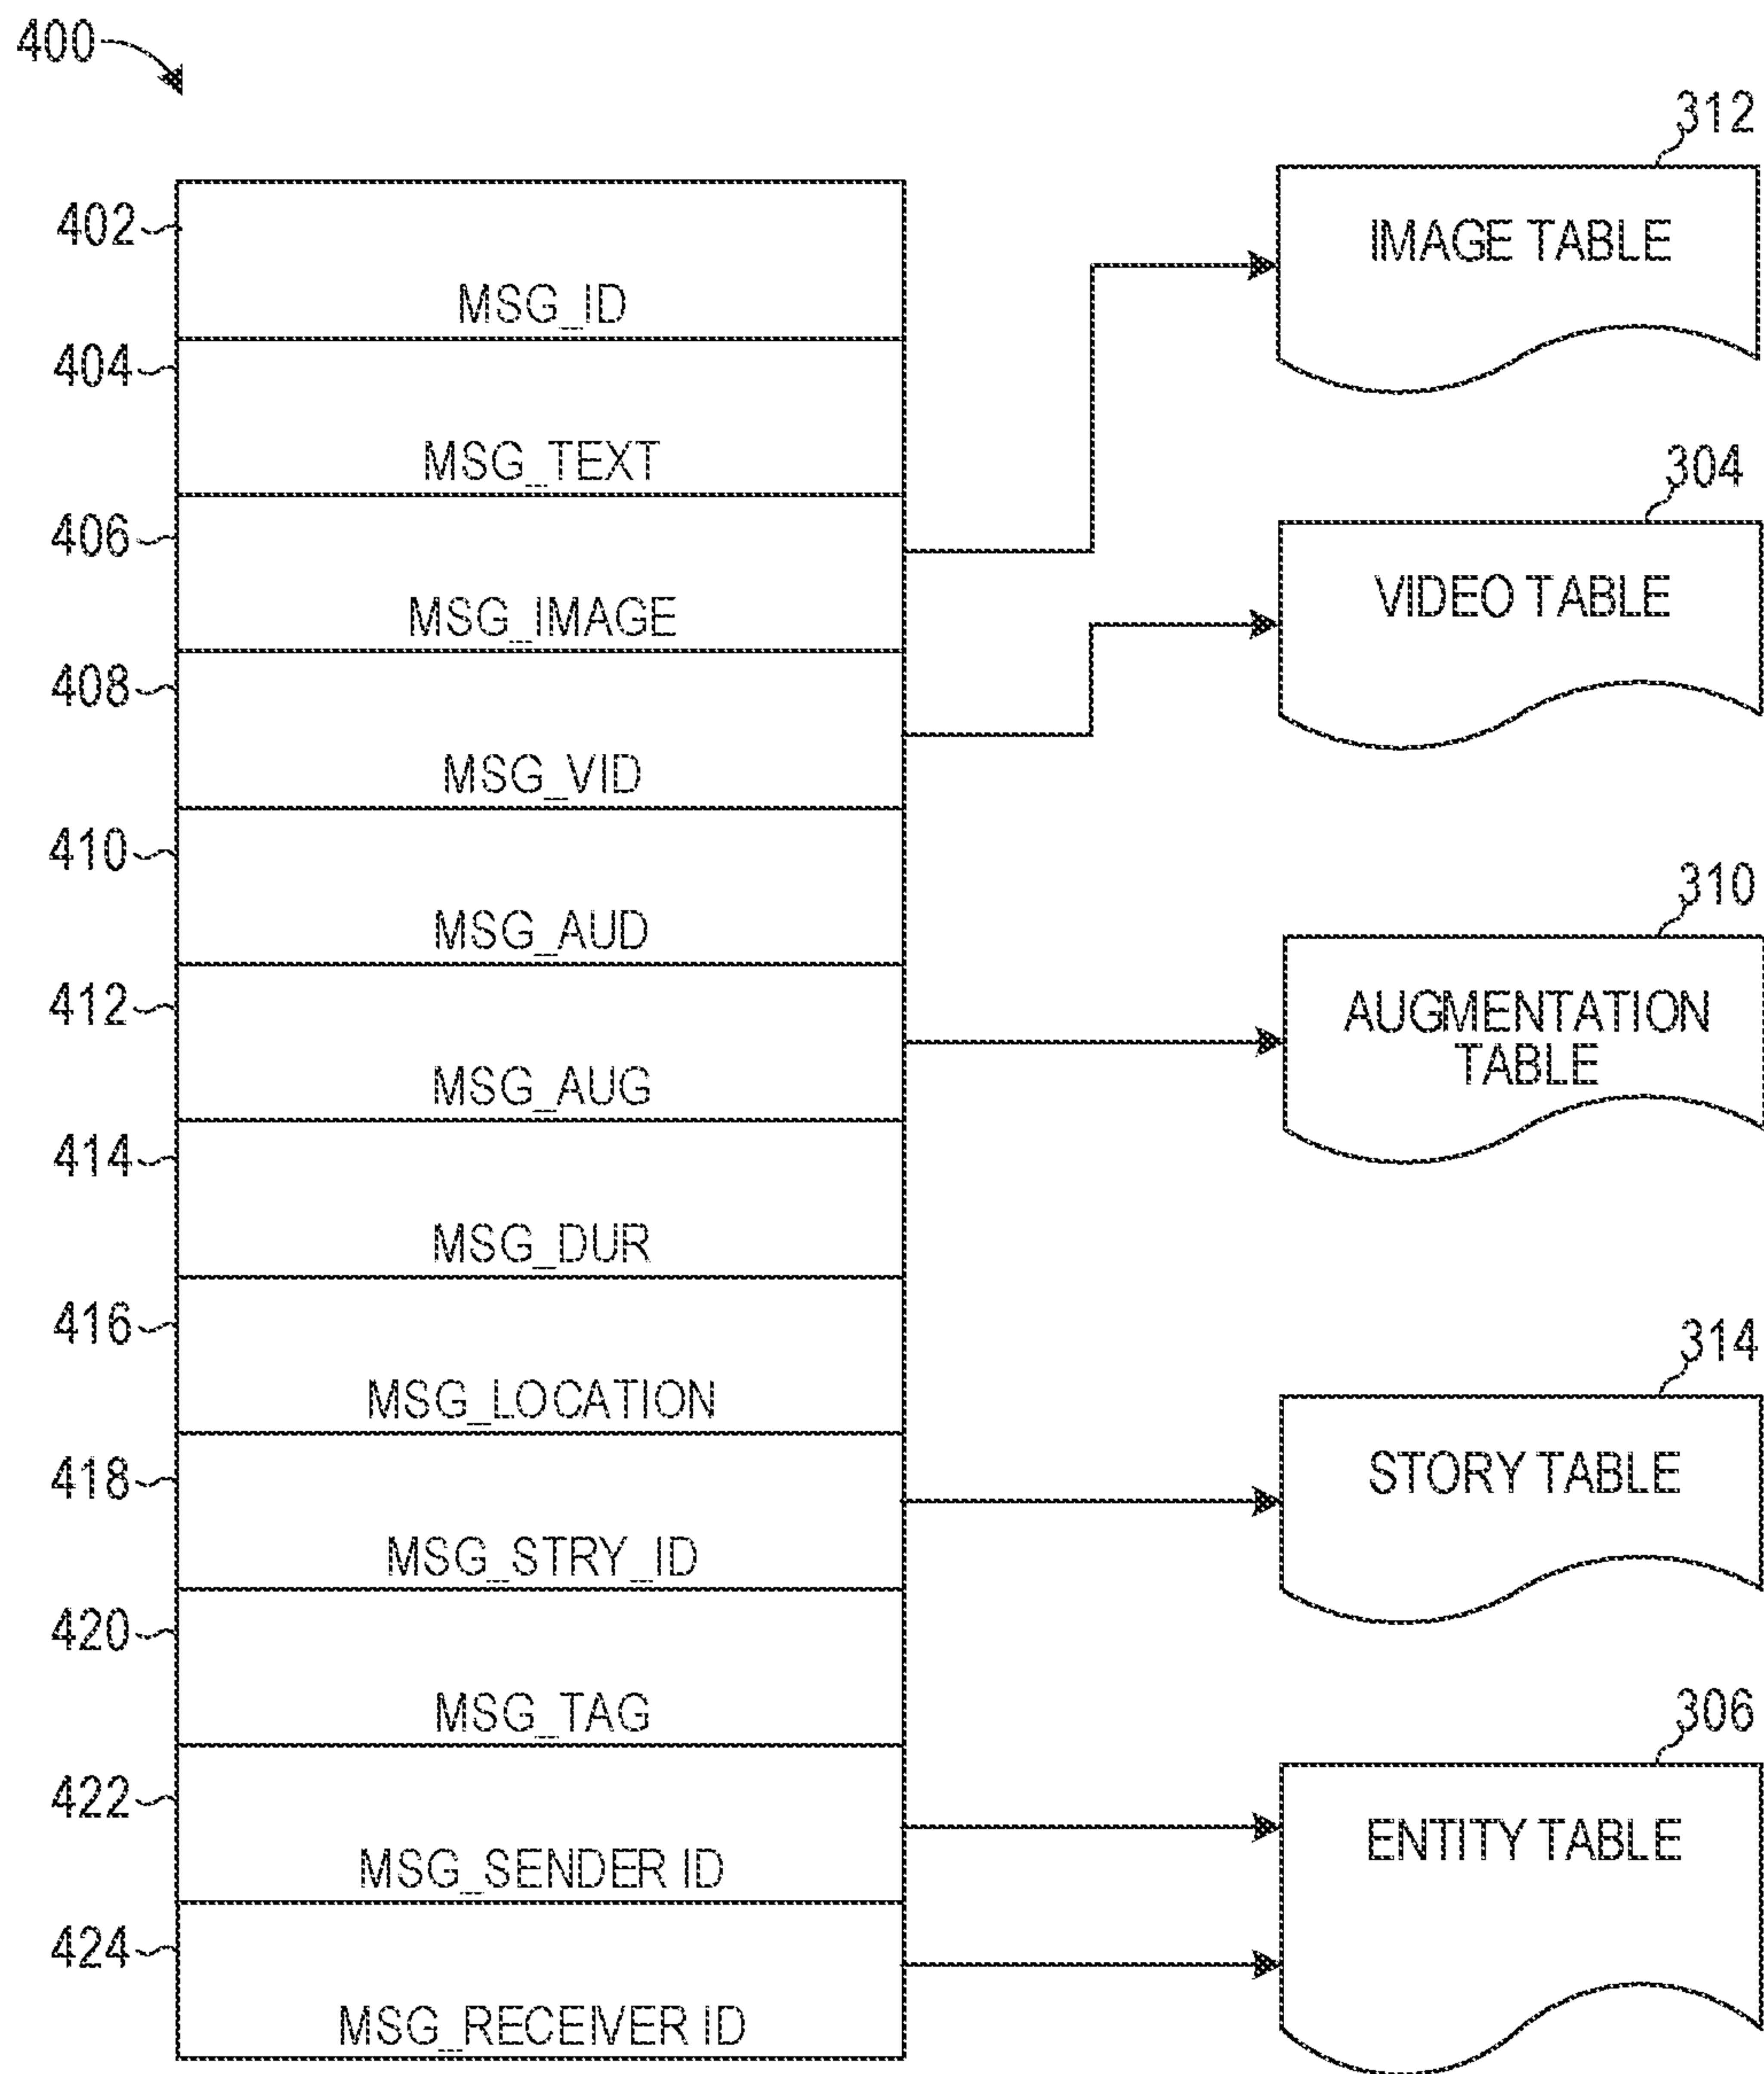 400
402
MSG_ID
404
MSG_TEXT
406
MSG_IMAGE
408
MSG_VID
410
MSG_AUD
412
MSG_AUG
414
MSG_DUR
416
MSG_LOCATION
418
MSG_STRY_ID
420
MSG_TAG
422
MSG_SENDER ID
424
MSG_RECEIVER ID
312
IMAGE TABLE
304
VIDEO TABLE
310
AUGMENTATION
TABLE
314
STORY TABLE
306
ENTITY TABLE